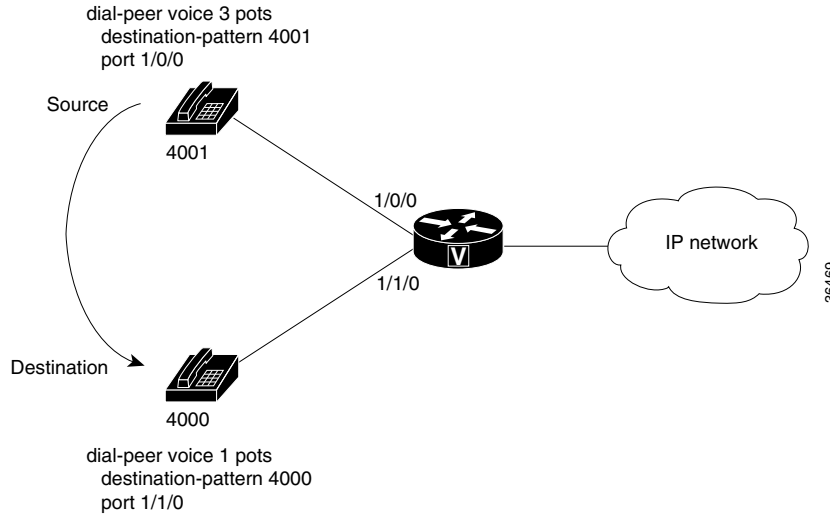 dial-peer voice 3 pots
destination-pattern 4001
port 1/0/0
Source
4001
1/0/0
V
IP network
1/1/0
Destination
4000
dial-peer voice 1 pots
destination-pattern 4000
port 1/1/0